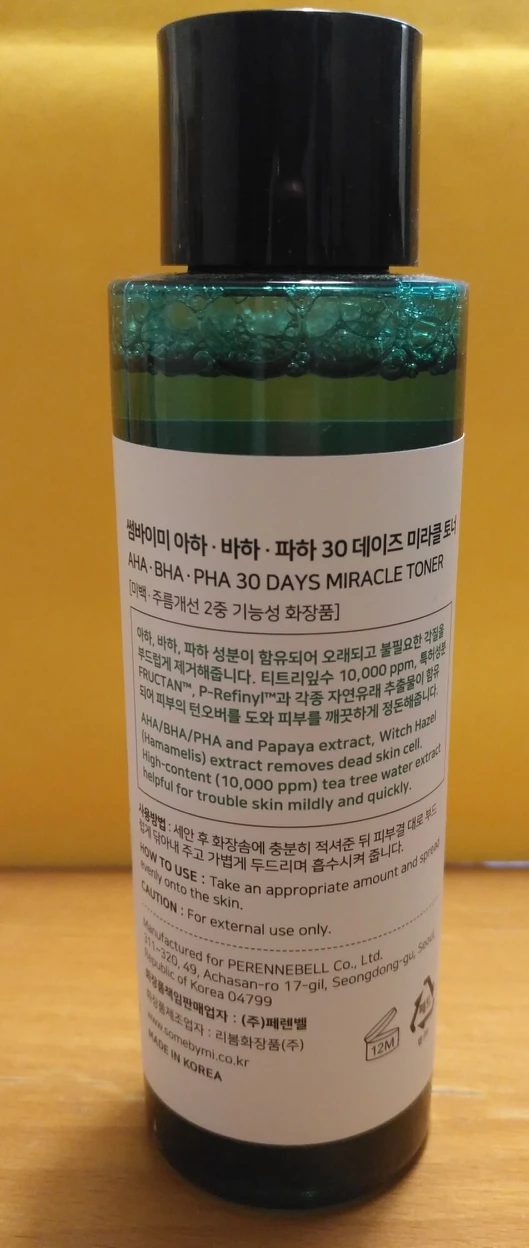 썸바이미 아하 · 바하 · 파하 30 데이즈 미라클 토너
AHA · BHA · PHA 30 DAYS MIRACLE TONER
[미백·주름개선 2중 기능성 화장품]
아하, 바하, 파하 성분이 함유되어 오래되고 불필요한 각질을
부드럽게 제거해줍니다. 티트리잎수 10,000 ppm, 특허성분
FRUCTAN™, P-Refinyl™과 각종 자연유래 추출물이 함유
되어 피부의 턴오버를 도와 피부를 깨끗하게 정돈해줍니다.
AHA/BHA/PHA and Papaya extract, Witch Hazel
(Hamamelis) extract removes dead skin cell.
High-content (10,000 ppm) tea tree water extract
helpful for trouble skin mildly and quickly.
사용방법 : 세안 후 화장솜에 충분히 적셔준 뒤 피부결 대로 부드
럽게 닦아내 주고 가볍게 두드리며 흡수시켜 줍니다.
HOW TO USE : Take an appropriate amount and spread
evenly onto the skin.
CAUTION : For external use only.
Manufactured for PERENNEBELL Co., Ltd.
311-320, 49, Achasan-ro 17-gil, Seongdong-gu, Seoul,
Republic of Korea 04799
화장품책임판매업자 : (주)페렌벨
화장품제조업자 : 리봄화장품(주)
www.somebymi.co.kr
MADE IN KOREA
12M